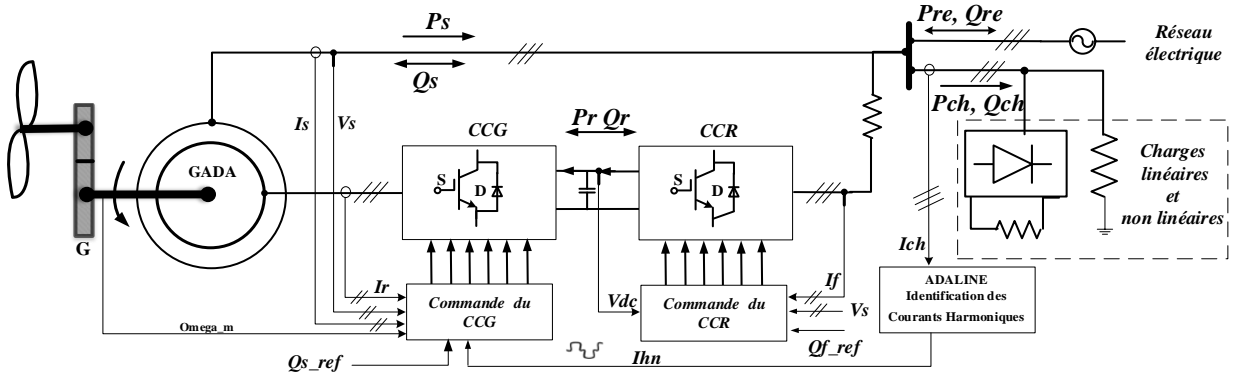 Ps
Qs
Pre, Qre
Réseau
électrique
Pch, Qch
Is
Vs
CCG
Pr Qr
CCR
GADA
S
D
S
D
Charges
linéaires
et
non linéaires
G
Ich
Ir
If
Vdc
Vs
Omega_m
Commande du
CCG
Commande du
CCR
ADALINE
Identification des
Courants Harmoniques
Qs_ref
Ihn
Qf_ref